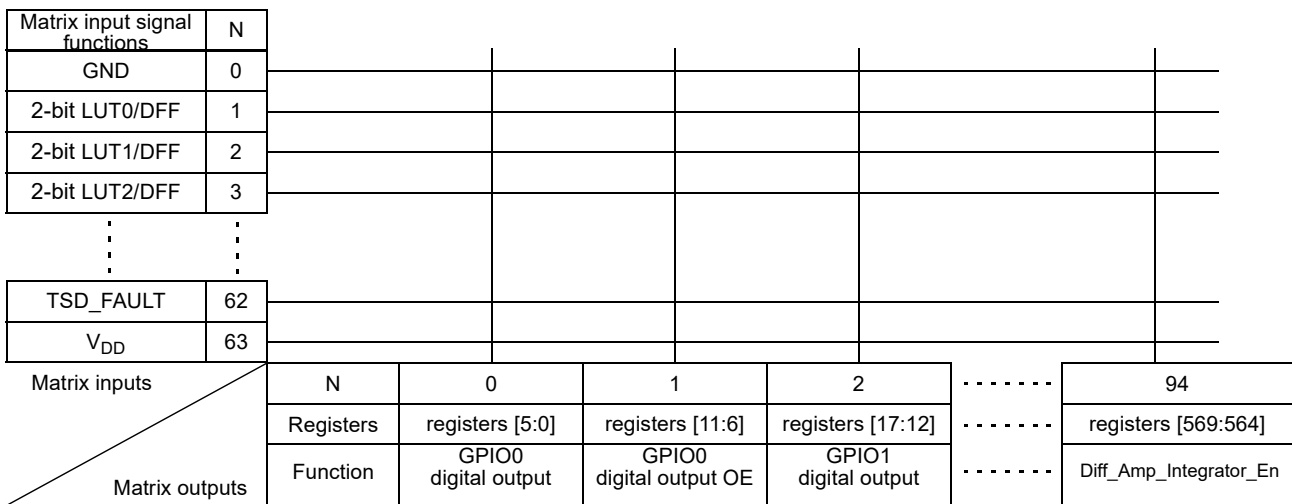 Matrix input signal functions N
GND 0
2-bit LUT0/DFF 1
2-bit LUT1/DFF 2
2-bit LUT2/DFF 3
TSD_FAULT 62
VDD 63
Matrix inputs
Matrix outputs
N 0 1 2 94
Registers registers [5:0] registers [11:6] registers [17:12] registers [569:564]
Function GPIO0 digital output GPIO0 digital output OE GPIO1 digital output Diff_Amp_Integrator_En